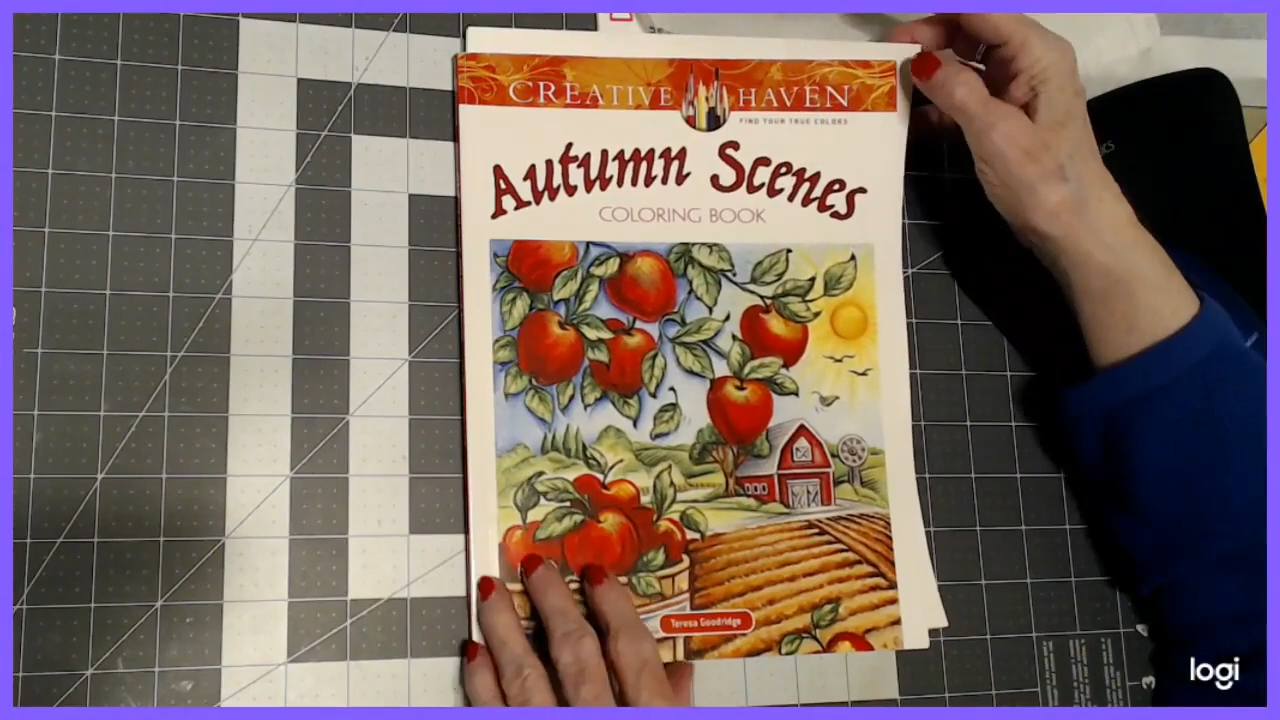 CREATIVE HAVEN
FIND YOUR TRUE COLORS
Autumn Scenes
COLORING BOOK
Teresa Goodridge
logi